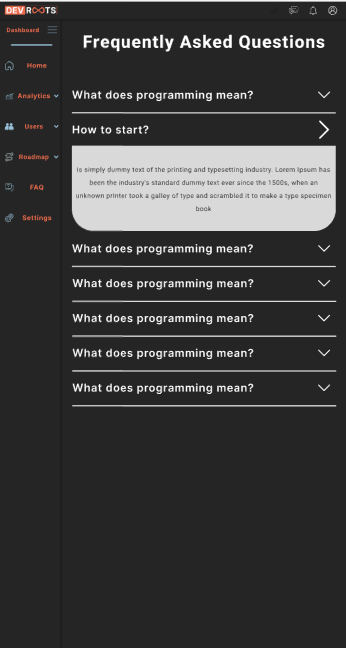 DEV ROOTS
Dashboard
Frequently Asked Questions
Home
Analytics
Users
Roadmap
FAQ
Settings
What does programming mean?
How to start?
is simply dummy text of the printing and typesetting industry. Lorem Ipsum has
been the industry's standard dummy text ever since the 1500s, when an
unknown printer took a galley of type and scrambled it to make a type specimen
book
What does programming mean?
What does programming mean?
What does programming mean?
What does programming mean?
What does programming mean?